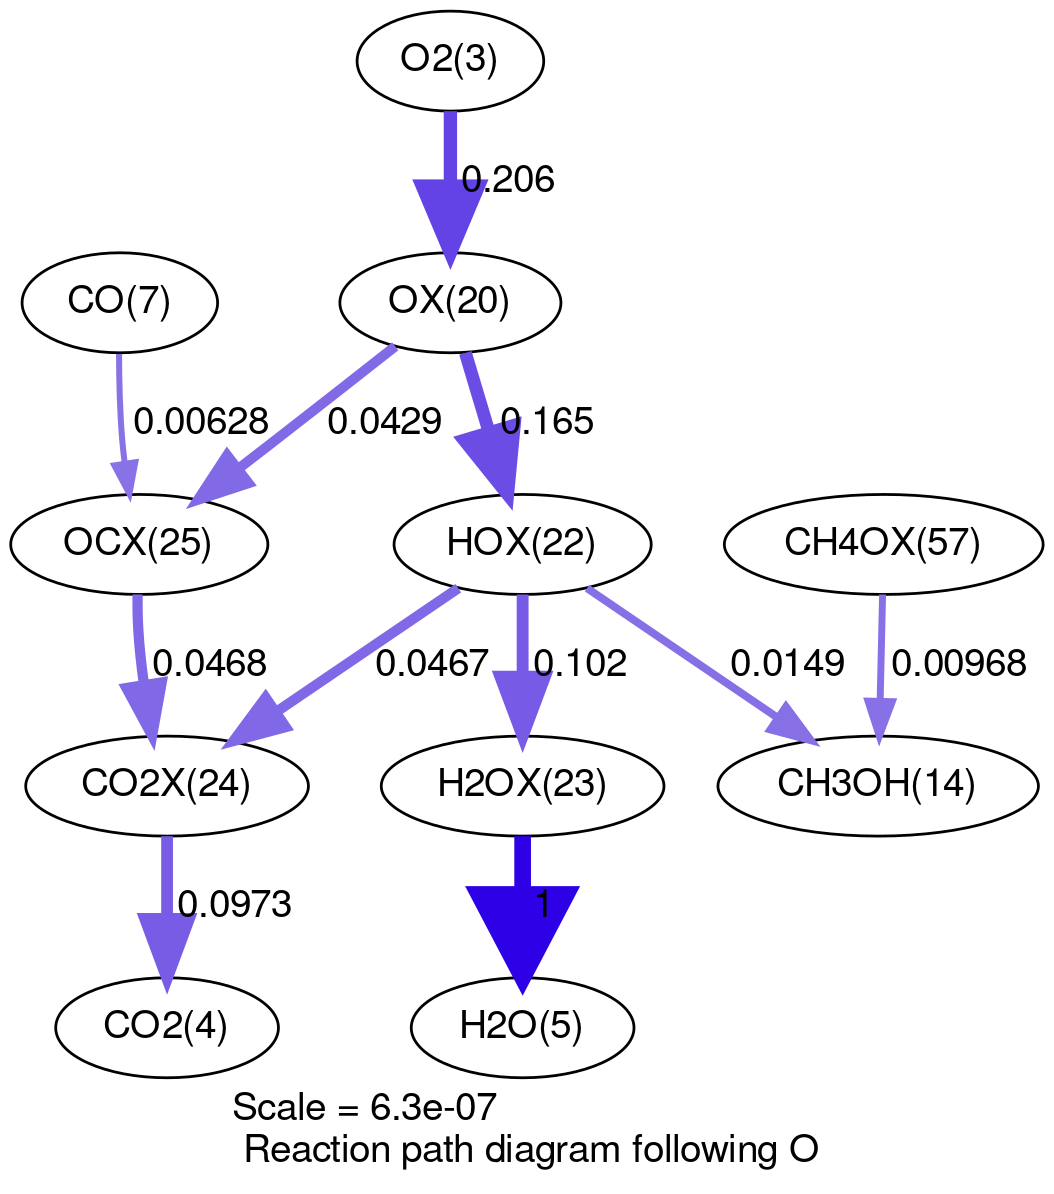 O2(3)
0.206
CO(7)
OX(20)
0.00628
0.0429
0.165
OCX(25)
HOX(22)
CH4OX(57)
0.0468
0.0467
0.102
0.0149
0.00968
CO2X(24)
H2OX(23)
CH3OH(14)
0.0973
1
CO2(4)
H2O(5)
Scale = 6.3e-07
Reaction path diagram following O